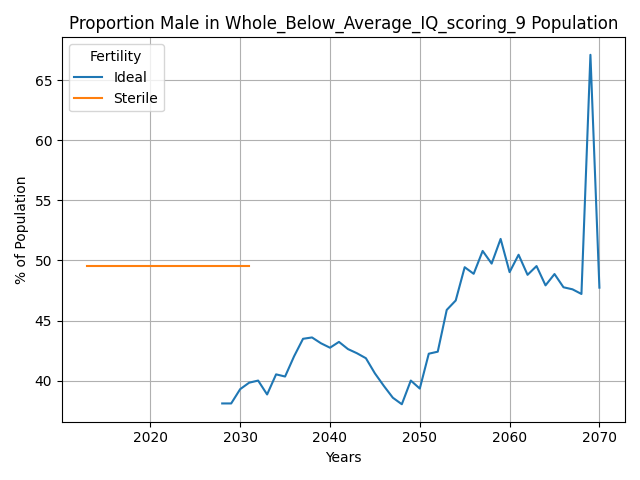 Proportion Male in Whole_Below_Average_IQ_scoring_9 Population
Fertility
Ideal
Sterile
% of Population
65
60
55
50
45
40
2020
2030
2040
2050
2060
2070
Years